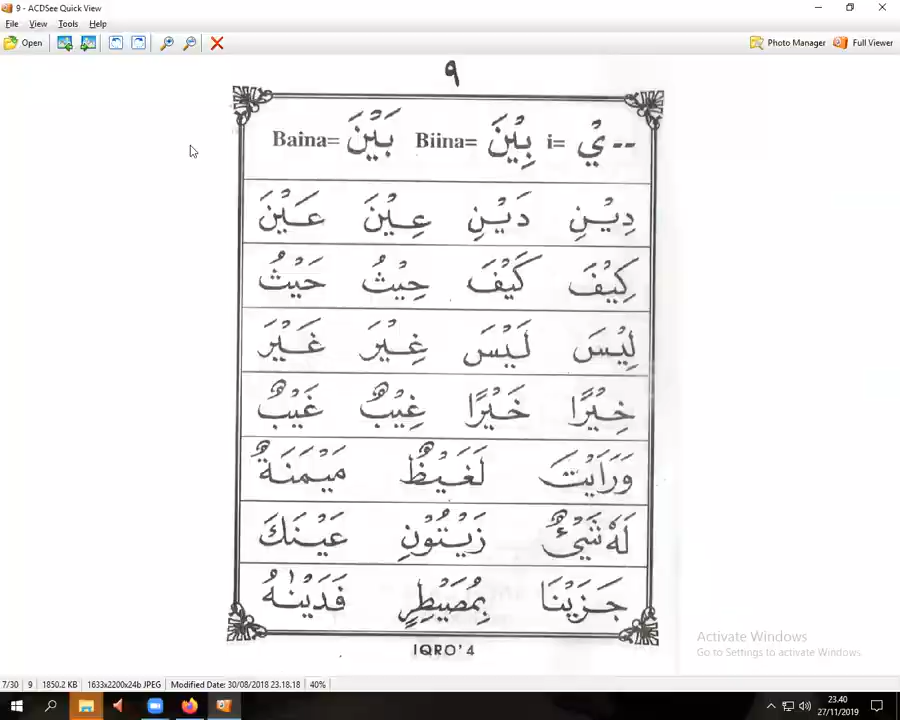 9 - ACDSee Quick View
File View Tools Help
Open Photo Manager Full Viewer
٩
-- يْ =i بِيْنَ =Biina بَيْنَ =Baina
دِيْنِ دَيْنِ عِيْنَ عَيْنَ
كِيْفَ كَيْفَ حِيْثُ حَيْثُ
لِيْسَ لَيْسَ غِيْرَ غَيْرَ
خِيْرًا خَيْرًا غِيْبٌ غَيْبٌ
وَرَاَيْتَ لَغَيْظٌ مَيْمَنَةٌ
لَهٗ شَيْءٌ زَيْتُوْنِ عَيْنَكَ
جَزَيْنَا بِمُصَيْطِرٍ فَدَيْنٰهُ
IQRO' 4
Activate Windows
Go to Settings to activate Windows.
7/30 9 1850.2 KB 1633x2200x24b JPEG Modified Date: 30/08/2018 23.18.18 40%
23.40
27/11/2019